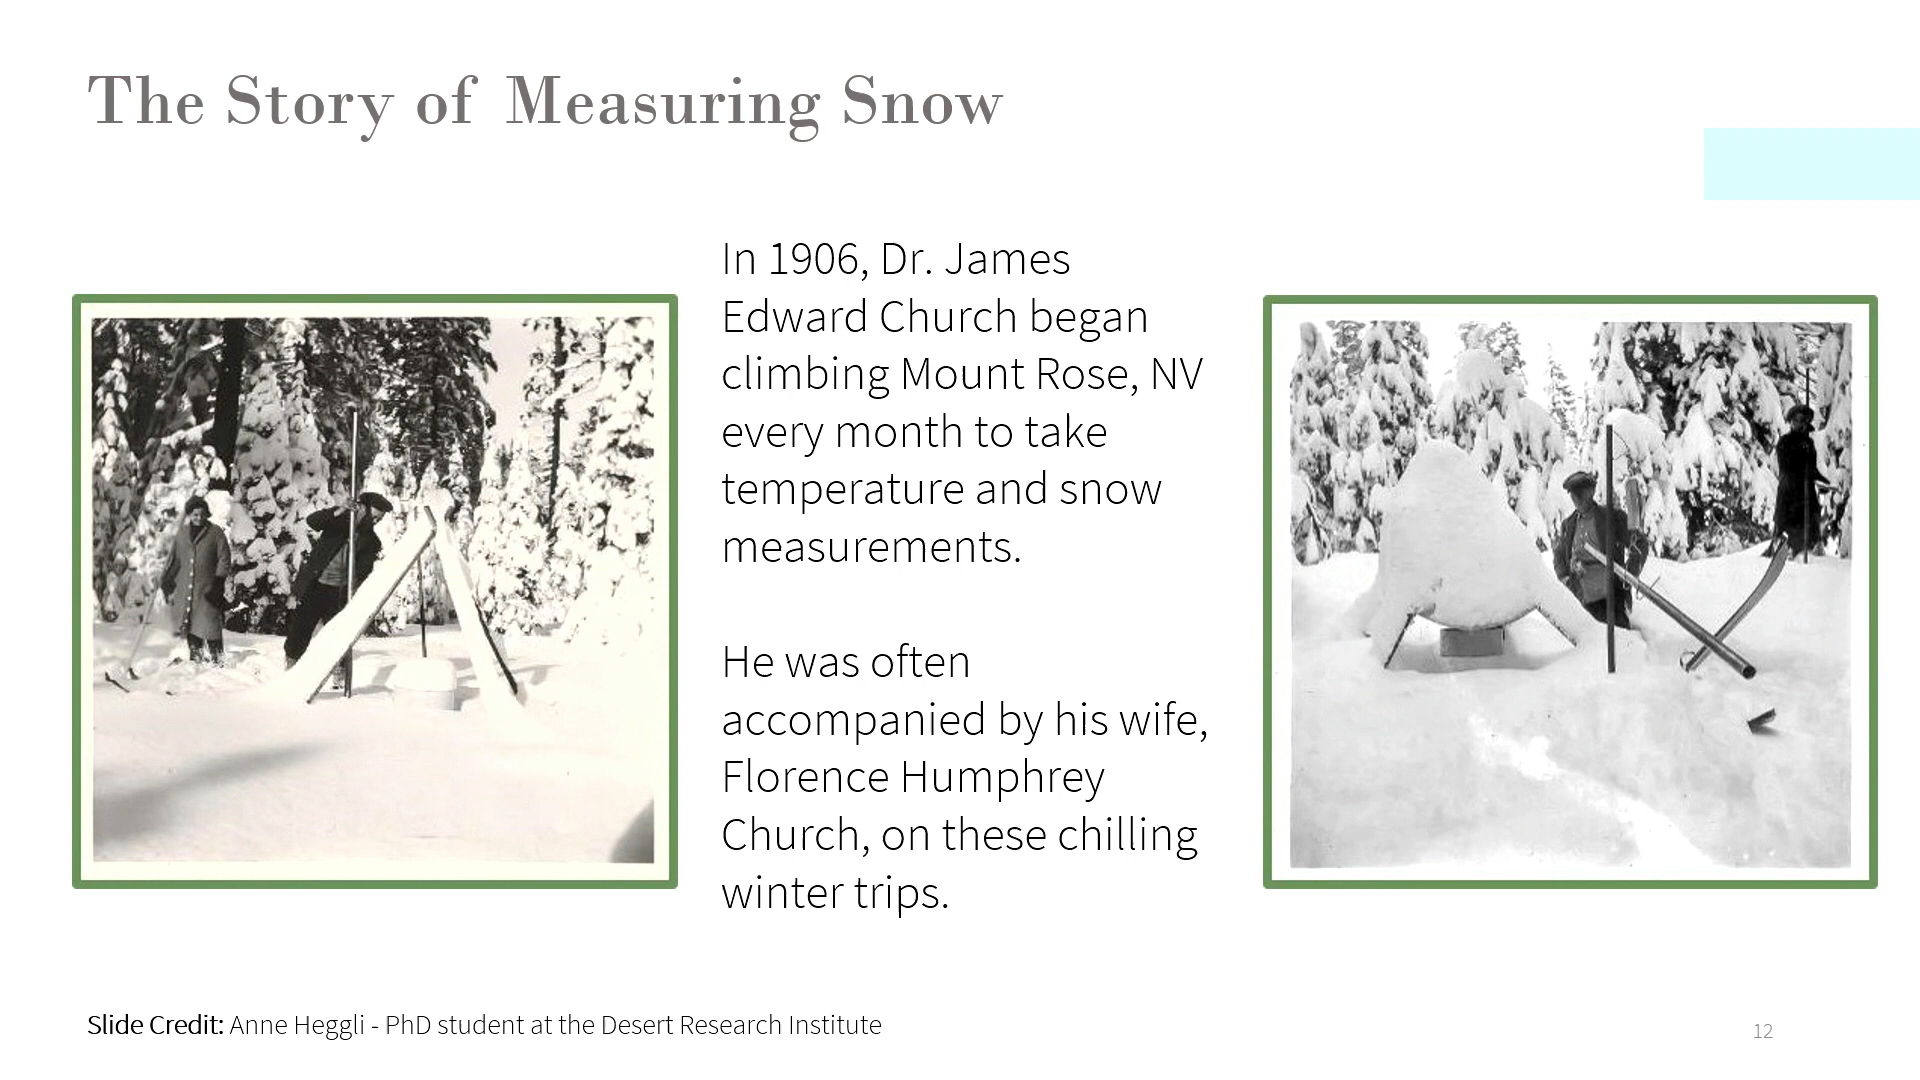 The Story of Measuring Snow
In 1906, Dr. James
Edward Church began
climbing Mount Rose, NV
every month to take
temperature and snow
measurements.
He was often
accompanied by his wife,
Florence Humphrey
Church, on these chilling
winter trips.
Slide Credit: Anne Heggli - PhD student at the Desert Research Institute
12